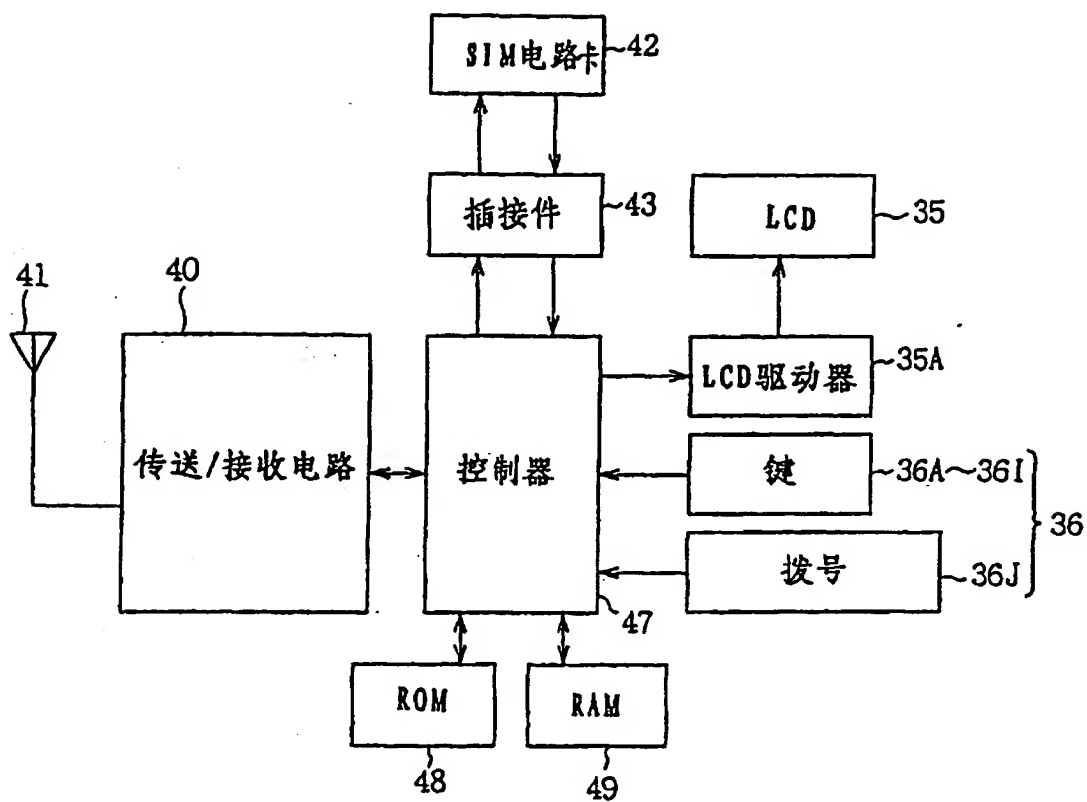 SIM电路卡
42
插接件
43
LCD
35
41
40
LCD驱动器
35A
传送/接收电路
控制器
键
36A～36I
36
拨号
36J
47
ROM
RAM
48
49